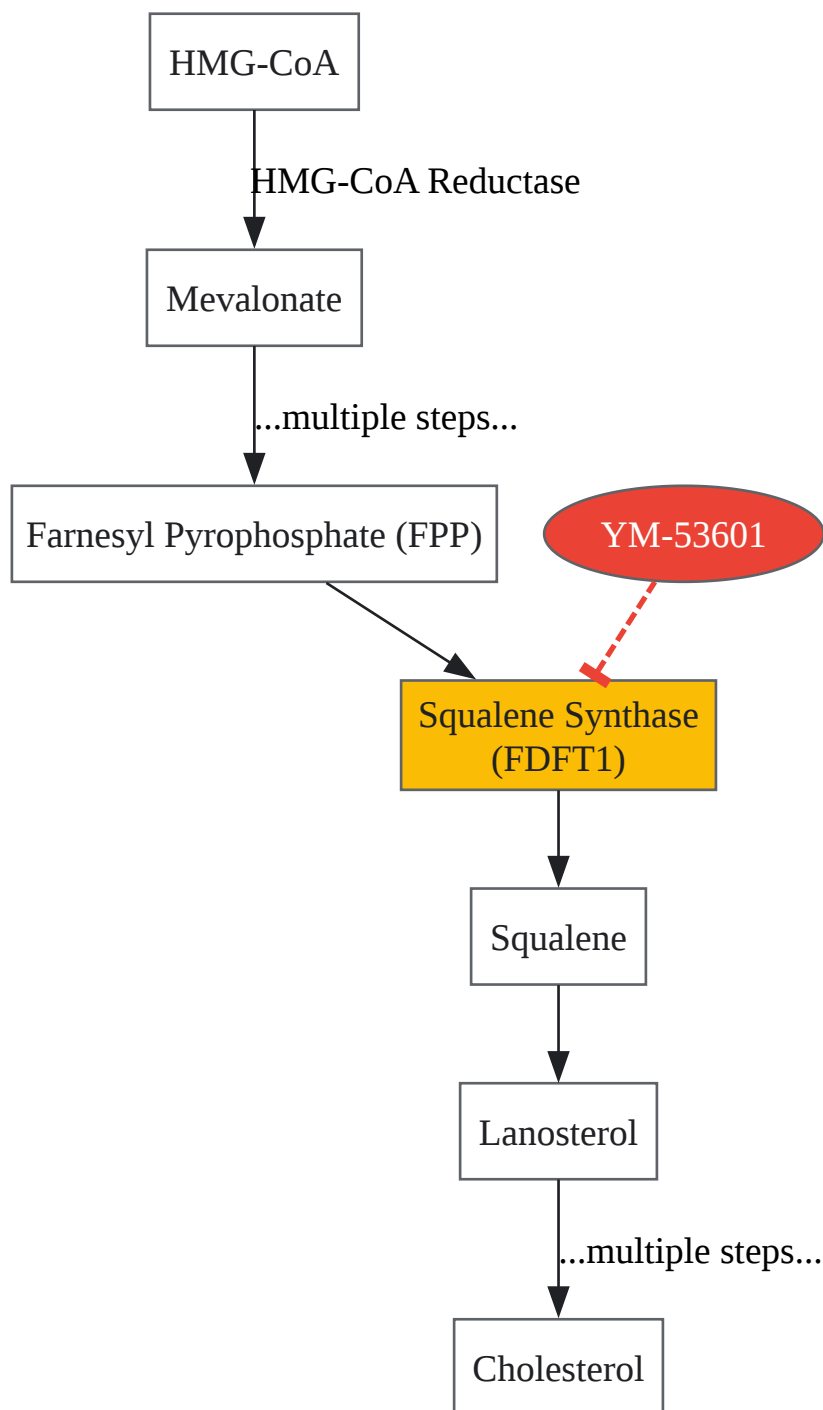 HMG-CoA
HMG-CoA Reductase
Mevalonate
...multiple steps...
Farnesyl Pyrophosphate (FPP)
YM-53601
Squalene Synthase
(FDFT1)
Squalene
Lanosterol
...multiple steps...
Cholesterol